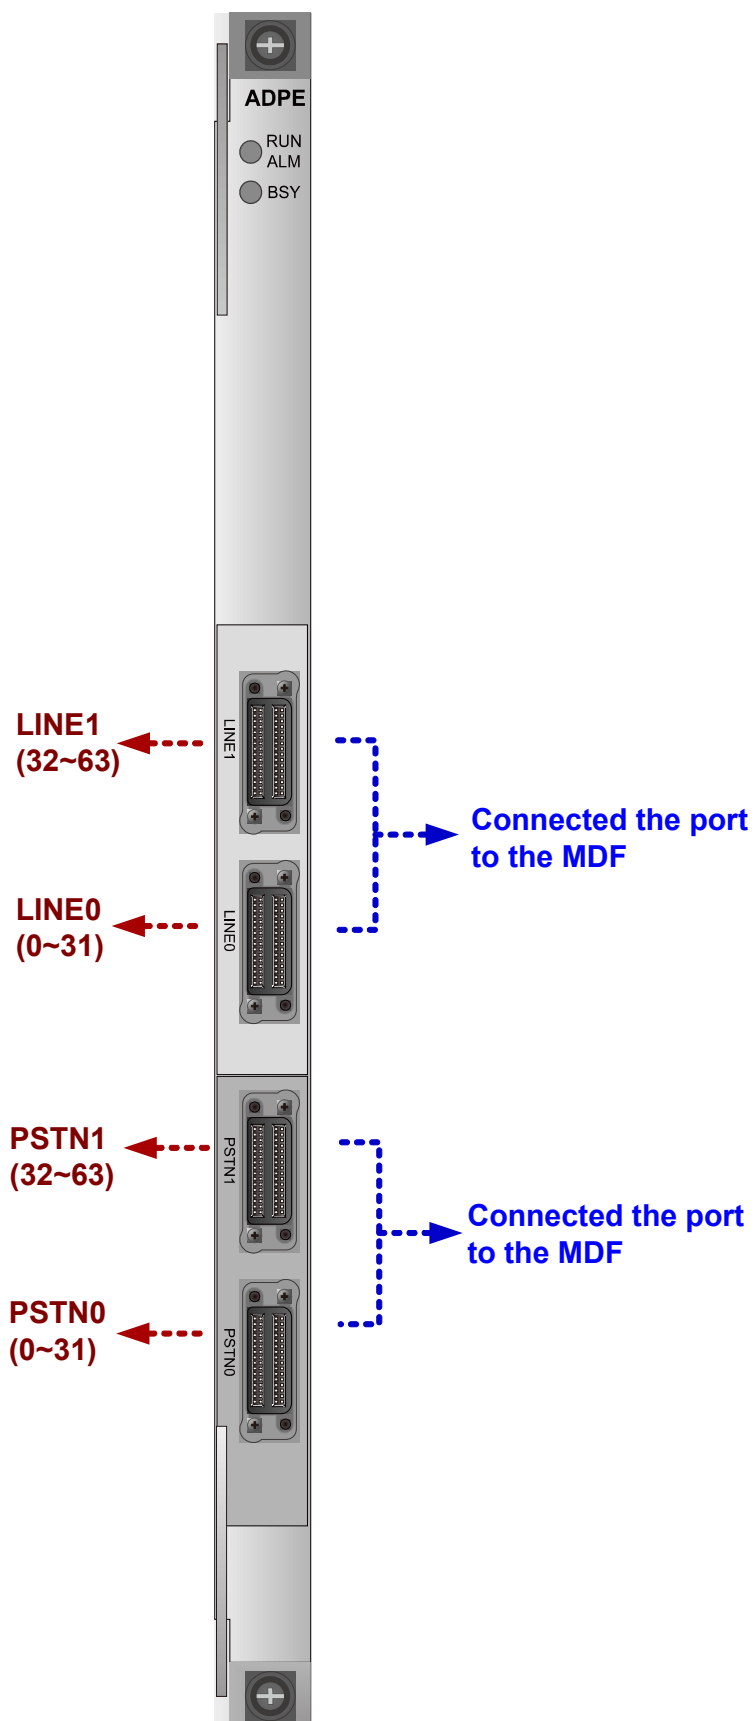 ADPE
RUN
ALM
BSY
LINE1
(32~63)
LINE1
Connected the port
to the MDF
LINE0
(0~31)
LINE0
PSTN1
(32~63)
PSTN1
Connected the port
to the MDF
PSTN0
(0~31)
PSTN0